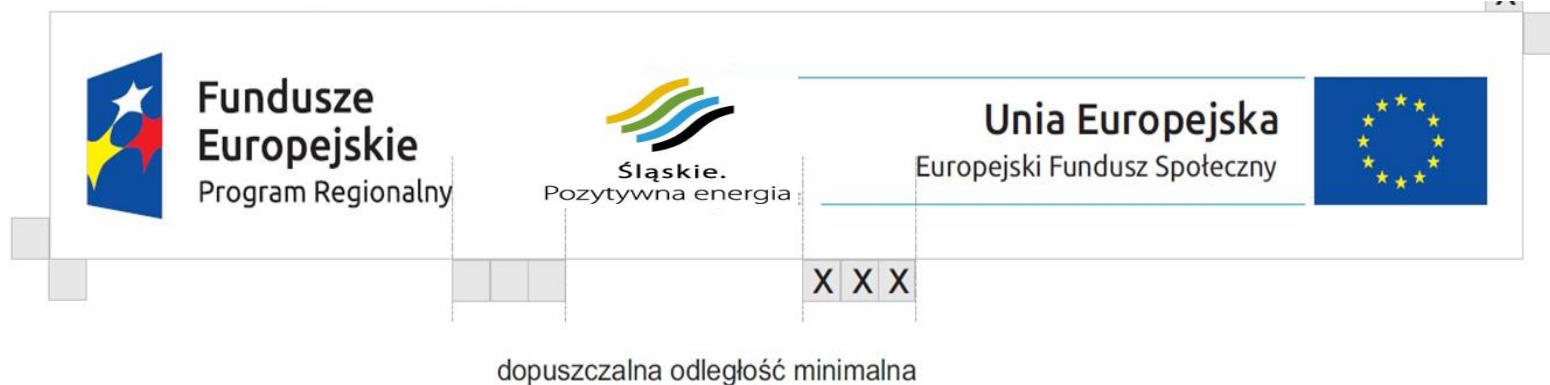 X
Fundusze
Europejskie
Program Regionalny
Śląskie.
Pozytywna energia
Unia Europejska
Europejski Fundusz Społeczny
X X X
dopuszczalna odległość minimalna